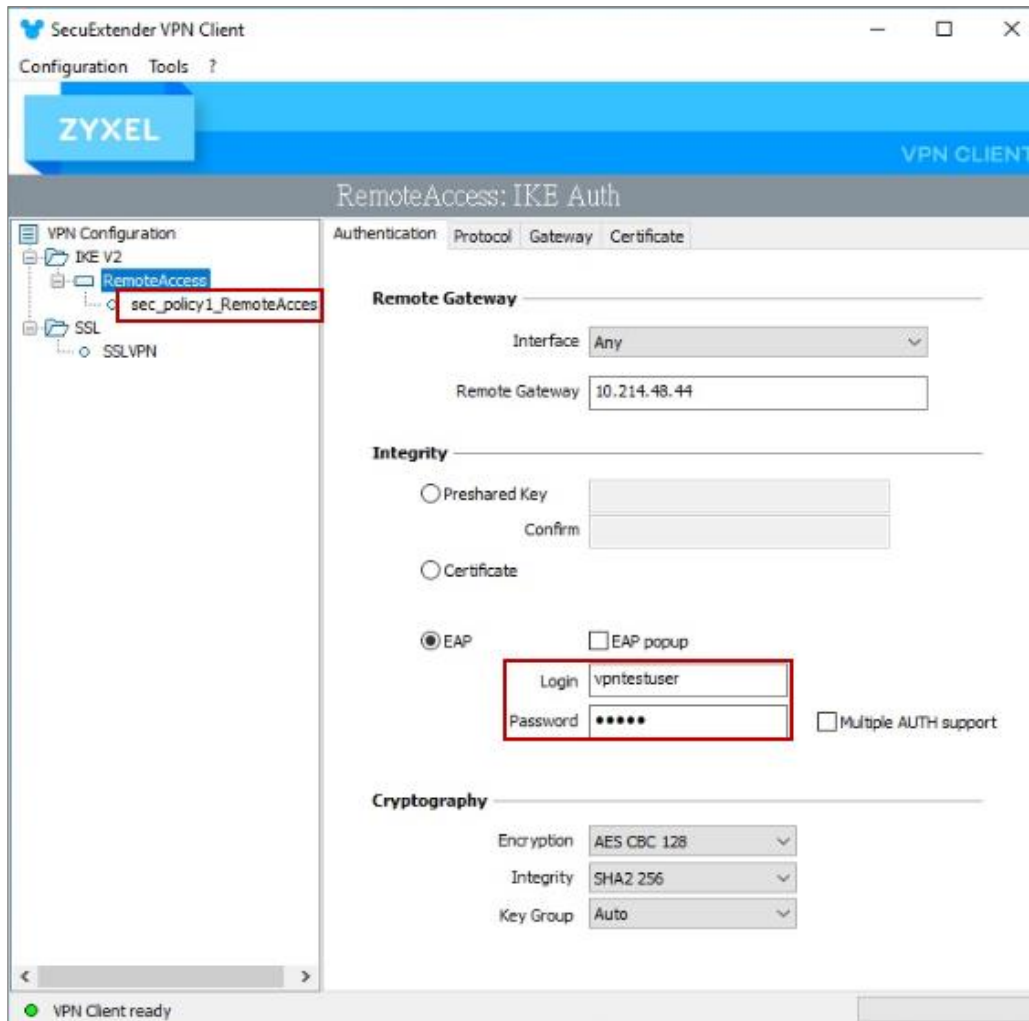 SecuExtender VPN Client
Configuration Tools ?
ZYXEL
VPN CLIENT
RemoteAccess: IKE Auth
VPN Configuration
IKE V2
RemoteAccess
sec_policy1_RemoteAcces
SSL
SSLVPN
Authentication Protocol Gateway Certificate
Remote Gateway
Interface Any
Remote Gateway 10.214.48.44
Integrity
Preshared Key
Confirm
Certificate
EAP EAP popup
Login vpntestuser
Password ●●●●● Multiple AUTH support
Cryptography
Encryption AES CBC 128
Integrity SHA2 256
Key Group Auto
VPN Client ready